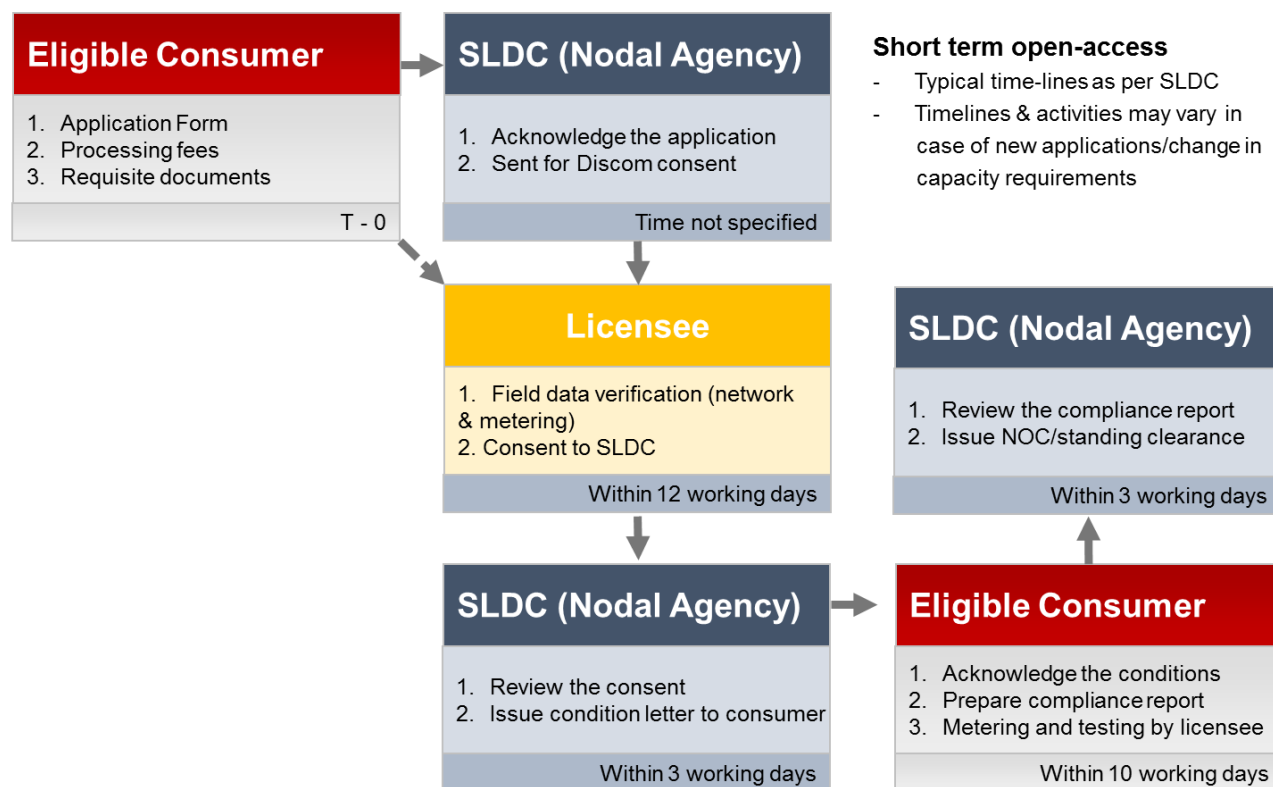 Eligible Consumer
1. Application Form
2. Processing fees
3. Requisite documents
T - 0
SLDC (Nodal Agency)
1. Acknowledge the application
2. Sent for Discom consent
Time not specified
Short term open-access
- Typical time-lines as per SLDC
- Timelines & activities may vary in
case of new applications/change in
capacity requirements
Licensee
1. Field data verification (network
& metering)
2. Consent to SLDC
Within 12 working days
SLDC (Nodal Agency)
1. Review the consent
2. Issue condition letter to consumer
Within 3 working days
Eligible Consumer
1. Acknowledge the conditions
2. Prepare compliance report
3. Metering and testing by licensee
Within 10 working days
SLDC (Nodal Agency)
1. Review the compliance report
2. Issue NOC/standing clearance
Within 3 working days